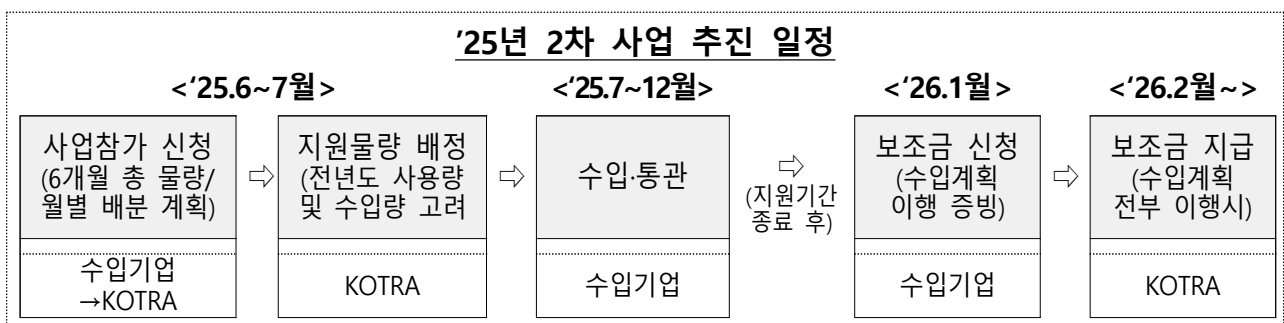 '25년 2차 사업 추진 일정
<‘25.6~7월>
<‘25.7~12월>
<‘26.1월>
<‘26.2월~>
사업참가 신청
(6개월 총 물량/
월별 배분 계획)
⇨
지원물량 배정
(전년도 사용량
및 수입량 고려
⇨
수입·통관
⇨
(지원기간
종료 후)
보조금 신청
(수입계획
이행 증빙)
⇨
보조금 지급
(수입계획
전부 이행시)
수입기업
→KOTRA
KOTRA
수입기업
수입기업
KOTRA